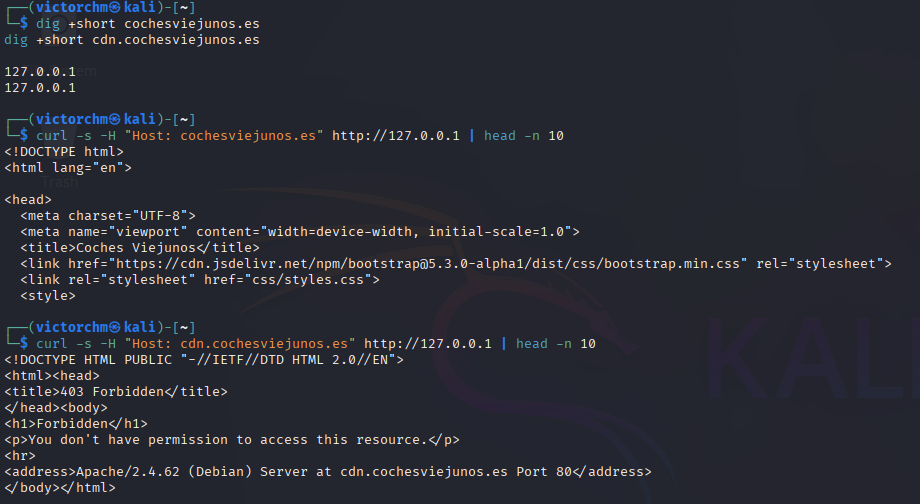 ┌──(victorchm㉿kali)-[~]
└─$ dig +short cochesviejunos.es
dig +short cdn.cochesviejunos.es

127.0.0.1
127.0.0.1

┌──(victorchm㉿kali)-[~]
└─$ curl -s -H "Host: cochesviejunos.es" http://127.0.0.1 | head -n 10
<!DOCTYPE html>
<html lang="en">

<head>
  <meta charset="UTF-8">
  <meta name="viewport" content="width=device-width, initial-scale=1.0">
  <title>Coches Viejunos</title>
  <link href="https://cdn.jsdelivr.net/npm/bootstrap@5.3.0-alpha1/dist/css/bootstrap.min.css" rel="stylesheet">
  <link rel="stylesheet" href="css/styles.css">
  <style>
Trash

┌──(victorchm㉿kali)-[~]
└─$ curl -s -H "Host: cdn.cochesviejunos.es" http://127.0.0.1 | head -n 10
<!DOCTYPE HTML PUBLIC "-//IETF//DTD HTML 2.0//EN">
<html><head>
<title>403 Forbidden</title>
</head><body>
<h1>Forbidden</h1>
<p>You don't have permission to access this resource.</p>
<hr>
<address>Apache/2.4.62 (Debian) Server at cdn.cochesviejunos.es Port 80</address>
</body></html>
KALI